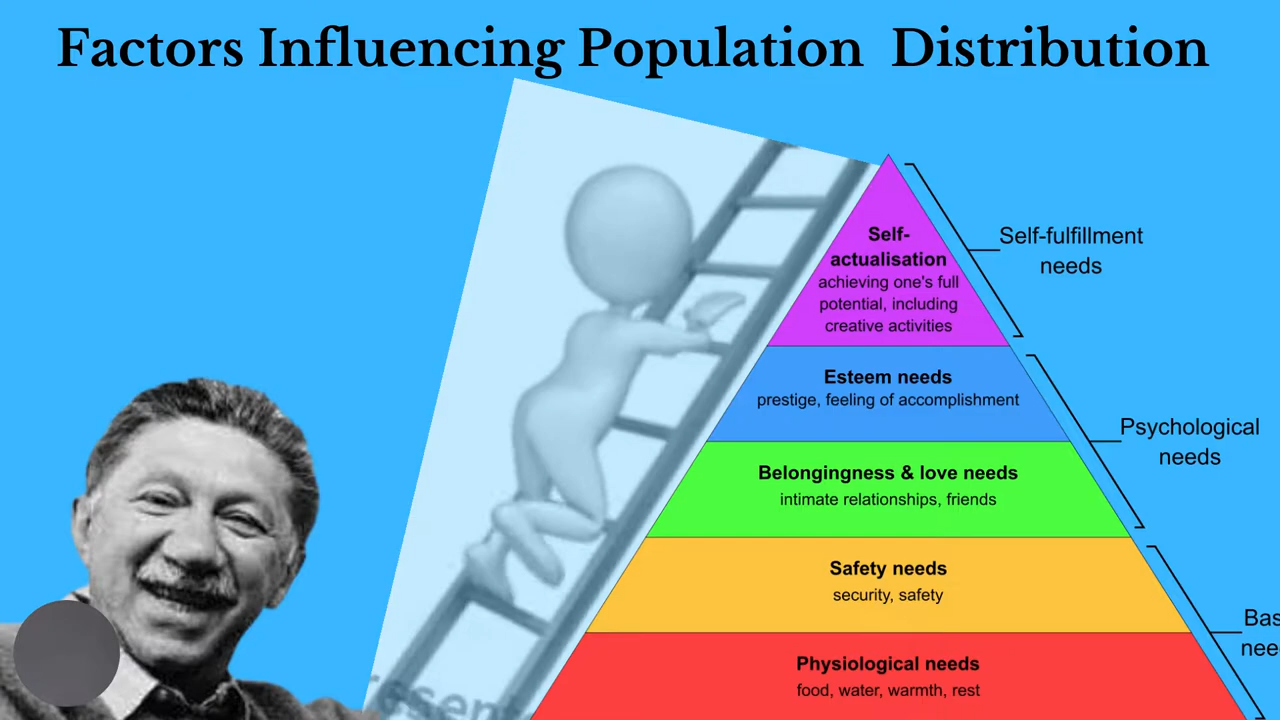 Factors Influencing Population Distribution
Self-
actualisation
achieving one's full
potential, including
creative activities
Self-fulfillment
needs
Esteem needs
prestige, feeling of accomplishment
Psychological
needs
Belongingness & love needs
intimate relationships, friends
Safety needs
security, safety
Physiological needs
food, water, warmth, rest